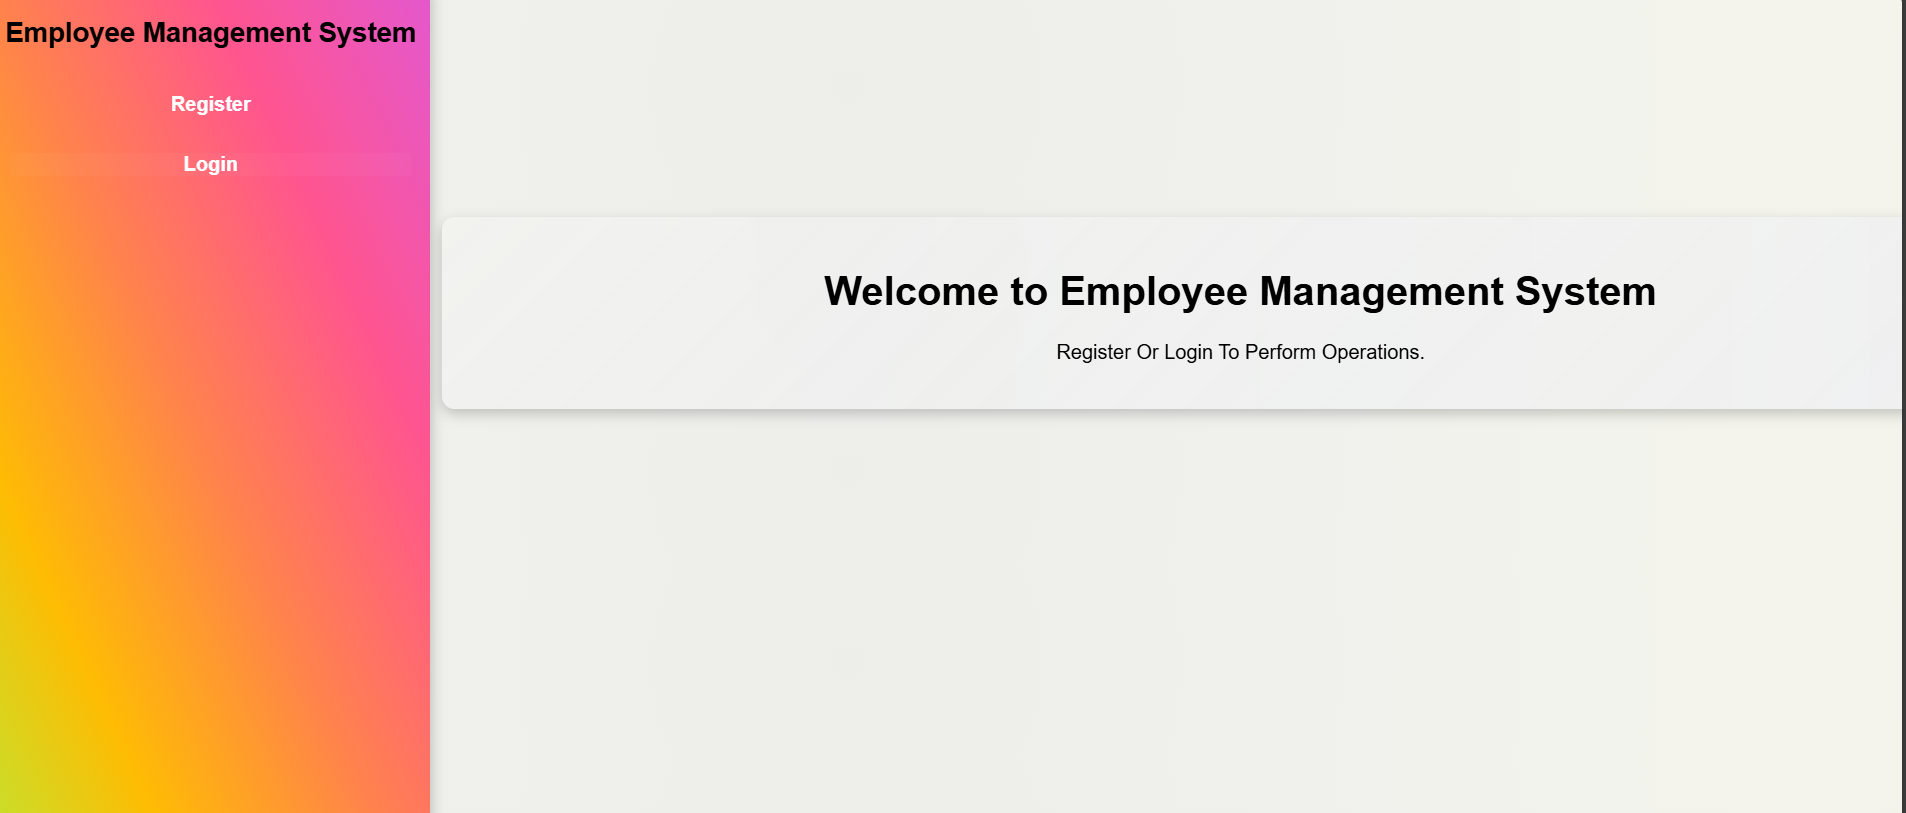 Employee Management System
Register
Login
Welcome to Employee Management System
Register Or Login To Perform Operations.